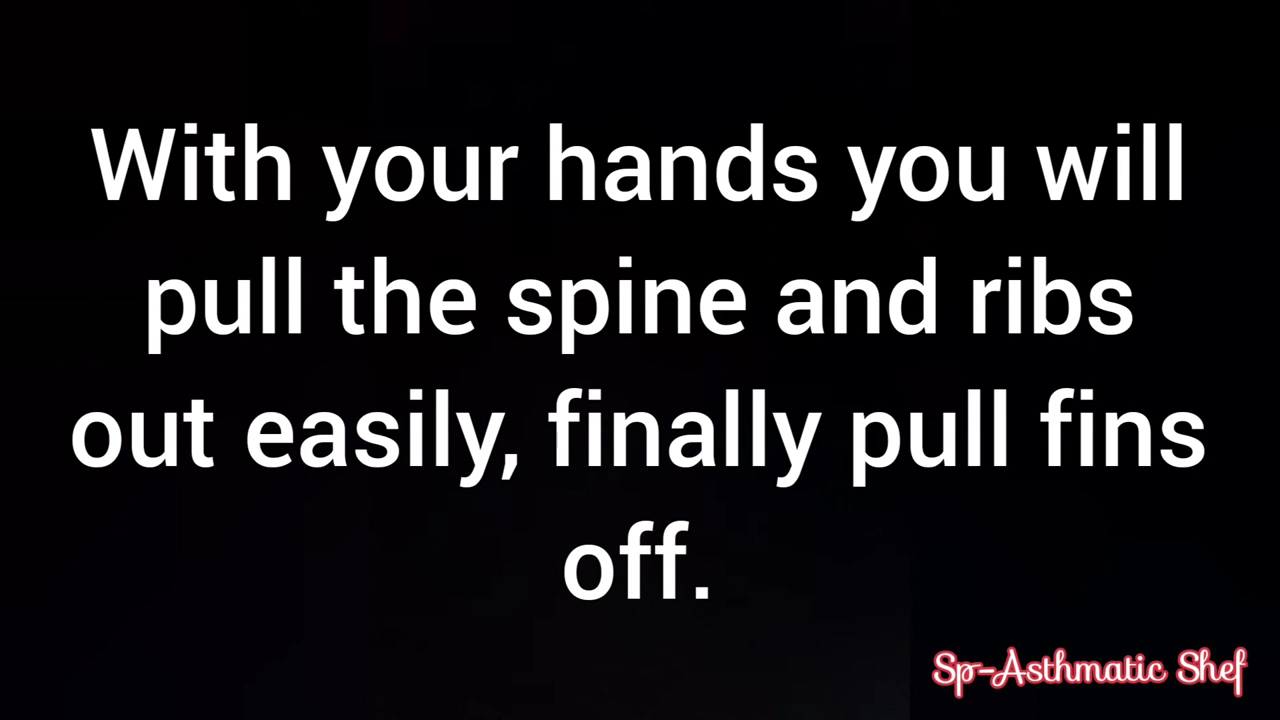 With your hands you will
pull the spine and ribs
out easily, finally pull fins
off.
Sp-Asthmatic Shef